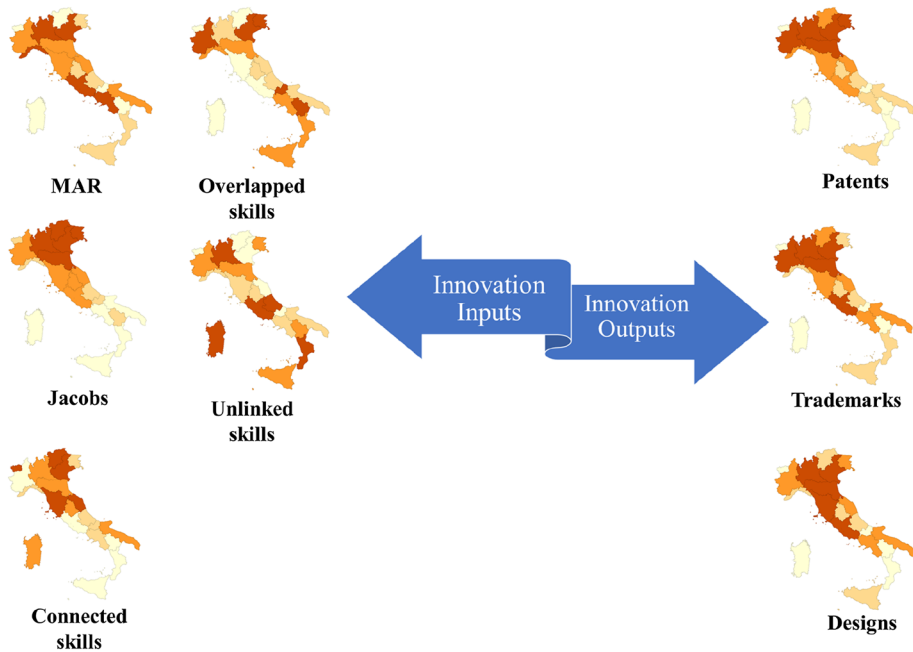 MAR
Overlapped
skills
Patents
Jacobs
Unlinked
skills
Innovation
Inputs
Innovation
Outputs
Trademarks
Connected
skills
Designs